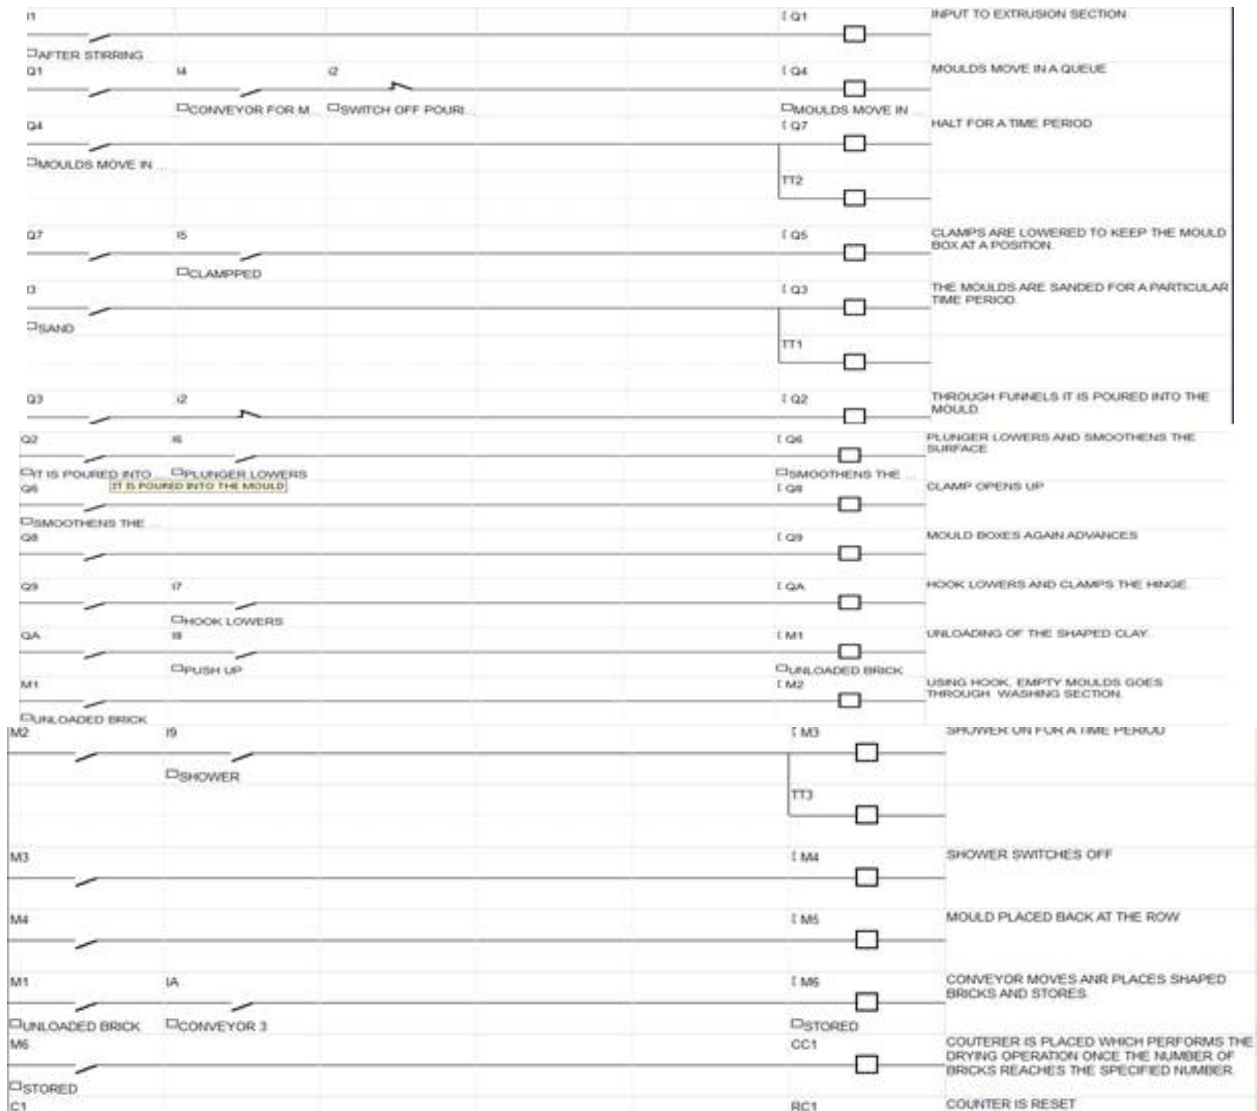 I1 [ Q1 INPUT TO EXTRUSION SECTION
AFTER STIRRING
Q1 I4 i2 [ Q4 MOULDS MOVE IN A QUEUE
CONVEYOR FOR M... SWITCH OFF POURI... MOULDS MOVE IN ...
Q4 [ Q7 HALT FOR A TIME PERIOD
MOULDS MOVE IN ...
TT2
Q7 I5 [ Q5 CLAMPS ARE LOWERED TO KEEP THE MOULD
BOX AT A POSITION.
CLAMPPED
I3 [ Q3 THE MOULDS ARE SANDED FOR A PARTICULAR
TIME PERIOD.
SAND
TT1
Q3 i2 [ Q2 THROUGH FUNNELS IT IS POURED INTO THE
MOULD.
Q2 I6 [ Q6 PLUNGER LOWERS AND SMOOTHENS THE
SURFACE
IT IS POURED INTO ... PLUNGER LOWERS SMOOTHENS THE ...
Q6 IT IS POURED INTO THE MOULD [ Q8 CLAMP OPENS UP
SMOOTHENS THE ...
Q8 [ Q9 MOULD BOXES AGAIN ADVANCES
Q9 I7 [ QA HOOK LOWERS AND CLAMPS THE HINGE.
HOOK LOWERS
QA I8 [ M1 UNLOADING OF THE SHAPED CLAY.
PUSH UP UNLOADED BRICK
M1 [ M2 USING HOOK, EMPTY MOULDS GOES
THROUGH WASHING SECTION.
UNLOADED BRICK
M2 I9 [ M3 SHOWER ON FOR A TIME PERIOD
SHOWER
TT3
M3 [ M4 SHOWER SWITCHES OFF
M4 [ M5 MOULD PLACED BACK AT THE ROW
M1 IA [ M6 CONVEYOR MOVES ANR PLACES SHAPED
BRICKS AND STORES.
UNLOADED BRICK CONVEYOR 3 STORED
M6 CC1 COUTERER IS PLACED WHICH PERFORMS THE
DRYING OPERATION ONCE THE NUMBER OF
BRICKS REACHES THE SPECIFIED NUMBER
STORED
C1 RC1 COUNTER IS RESET